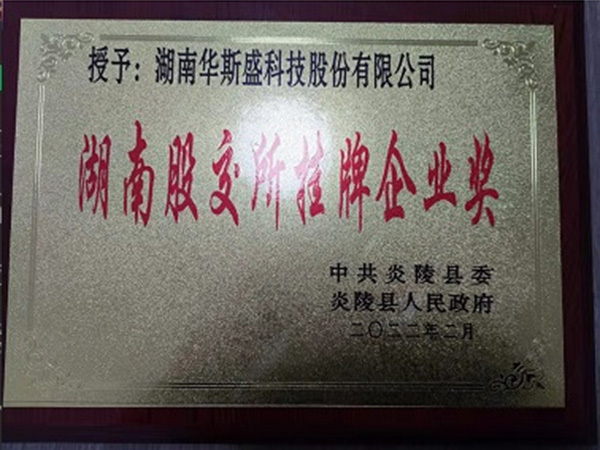 授予：湖南华斯盛科技股份有限公司
湖南股交所挂牌企业奖
中共炎陵县委
炎陵县人民政府
二〇二二年二月